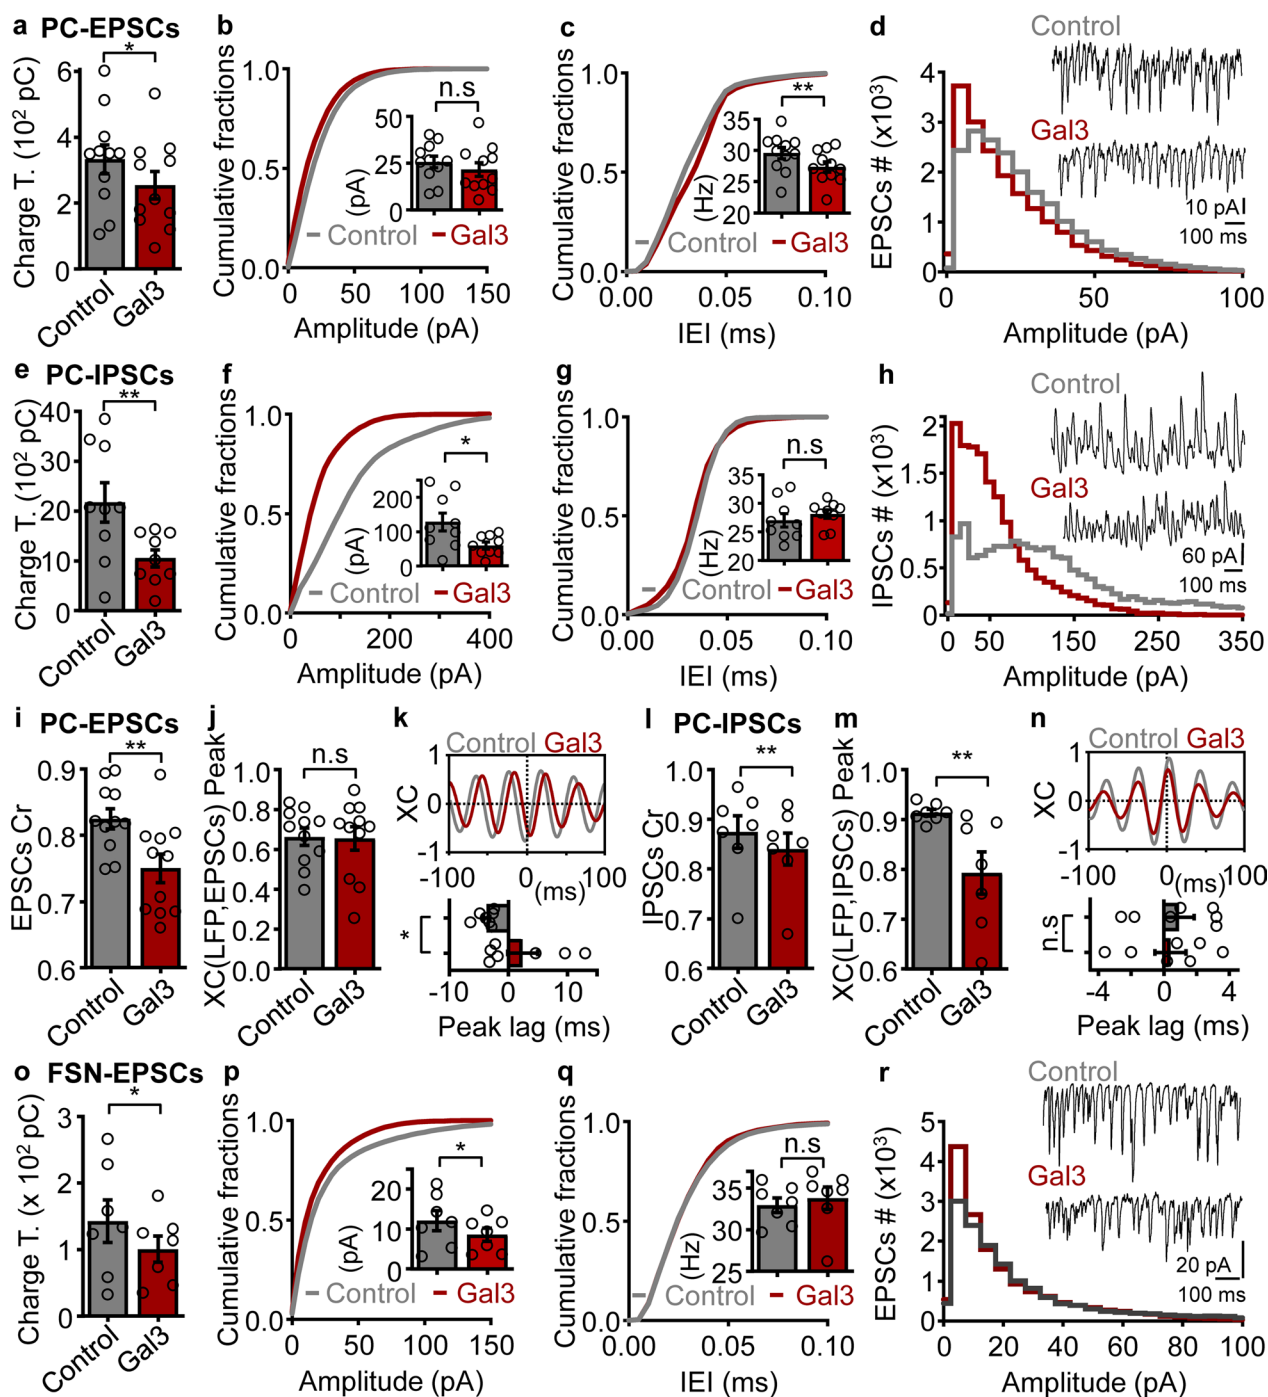 a PC-EPSCs
*
Charge T. (10² pC)
6
4
2
0
Control
Gal3
b
Cumulative fractions
1.0
0.5
0.0
n.s
50
25
0
(pA)
Control
Gal3
0
50
100
150
Amplitude (pA)
c
Cumulative fractions
1.0
0.5
0.0
**
35
30
25
20
(Hz)
Control
Gal3
0.00
0.05
0.10
IEI (ms)
d
Control
Gal3
EPSCs # (x10³)
4
3
2
1
0
10 pA
100 ms
0
50
100
Amplitude (pA)
e PC-IPSCs
**
Charge T. (10² pC)
40
30
20
10
0
Control
Gal3
f
Cumulative fractions
1.0
0.5
0.0
*
200
100
0
(pA)
Control
Gal3
0
200
400
Amplitude (pA)
g
Cumulative fractions
1.0
0.5
0.0
n.s
35
30
25
20
(Hz)
Control
Gal3
0.00
0.05
0.10
IEI (ms)
h
Control
Gal3
IPSCs # (x10³)
2
1.5
1
0.5
0
60 pA
100 ms
0
50
150
250
350
Amplitude (pA)
i PC-EPSCs
**
EPSCs Cr
0.9
0.8
0.7
0.6
Control
Gal3
j
n.s
XC(LFP,EPSCs) Peak
1.0
0.8
0.6
0.4
0.2
0.0
Control
Gal3
k
Control Gal3
XC
1
0
-1
-100
0
(ms)
100
*
-10
0
10
Peak lag (ms)
l PC-IPSCs
**
IPSCs Cr
1.0
0.9
0.8
0.7
0.6
Control
Gal3
m
**
XC(LFP,IPSCs) Peak
1.0
0.9
0.8
0.7
0.6
Control
Gal3
n
Control Gal3
XC
1
0
-1
-100
0
(ms)
100
n.s
-4
0
4
Peak lag (ms)
o FSN-EPSCs
*
Charge T. (x 10² pC)
3
2
1
0
Control
Gal3
p
Cumulative fractions
1.0
0.5
0.0
*
20
10
0
(pA)
Control
Gal3
0
50
100
150
Amplitude (pA)
q
Cumulative fractions
1.0
0.5
0.0
n.s
35
30
25
(Hz)
Control
Gal3
0.00
0.05
0.10
IEI (ms)
r
Control
Gal3
EPSCs # (x10³)
5
4
3
2
1
0
20 pA
100 ms
0
20
40
60
80
100
Amplitude (pA)